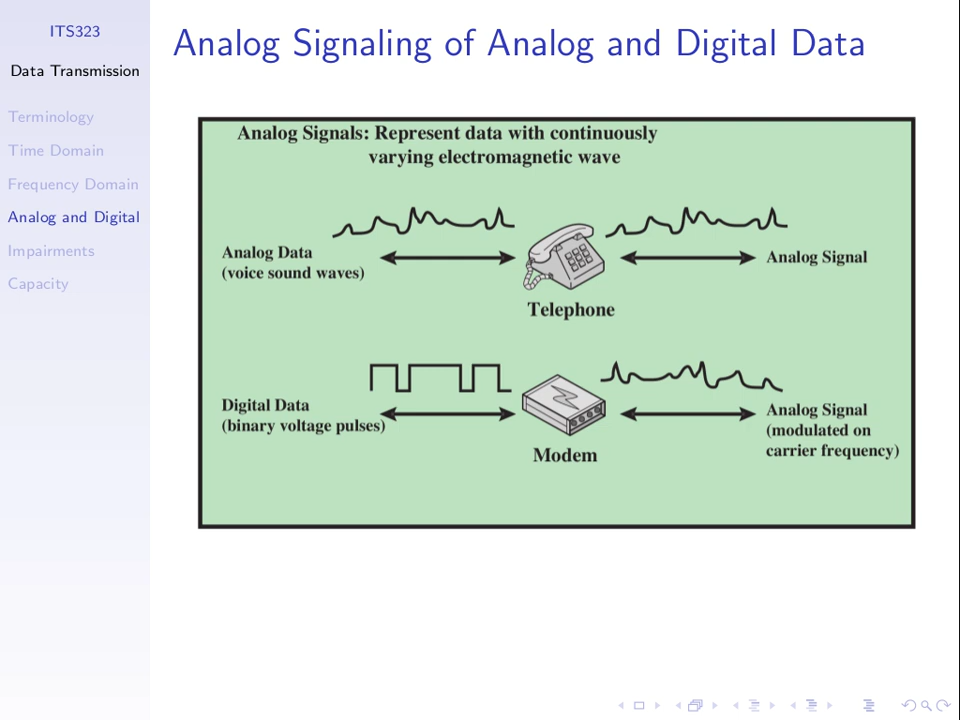 ITS323
Data Transmission
Terminology
Time Domain
Frequency Domain
Analog and Digital
Impairments
Capacity
Analog Signaling of Analog and Digital Data
Analog Signals: Represent data with continuously
varying electromagnetic wave
Analog Data
(voice sound waves)
Telephone
Analog Signal
Digital Data
(binary voltage pulses)
Modem
Analog Signal
(modulated on
carrier frequency)